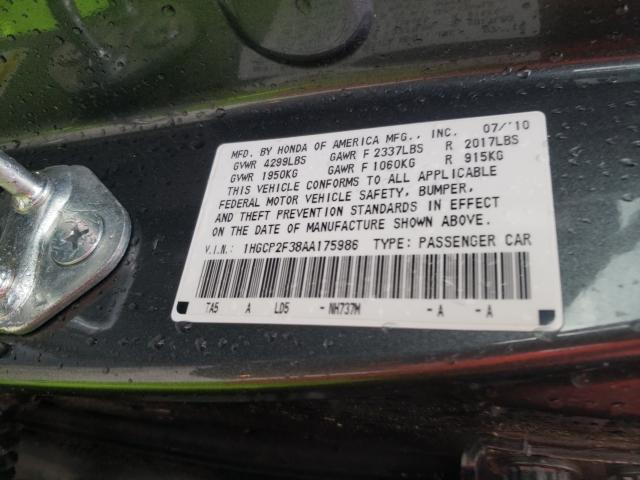 MFD. BY HONDA OF AMERICA MFG., INC. 07/'10
GVWR 4299LBS GAWR F 2337LBS R 2017LBS
GVWR 1950KG GAWR F 1060KG R 915KG
THIS VEHICLE CONFORMS TO ALL APPLICABLE
FEDERAL MOTOR VEHICLE SAFETY, BUMPER,
AND THEFT PREVENTION STANDARDS IN EFFECT
ON THE DATE OF MANUFACTURE SHOWN ABOVE.
V.I.N.: 1HGCP2F38AA175986 TYPE: PASSENGER CAR
TA5 A LD5 - NH737M - A - A